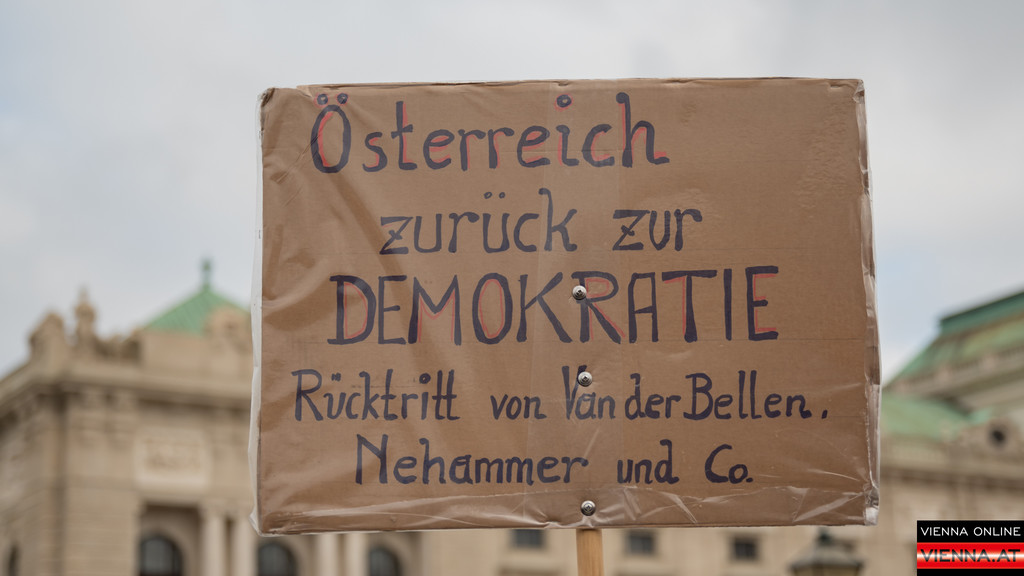 Österreich
zurück zur
DEMOKRATIE
Rücktritt von Van der Bellen.
Nehammer und Co.
VIENNA ONLINE
VIENNA.AT